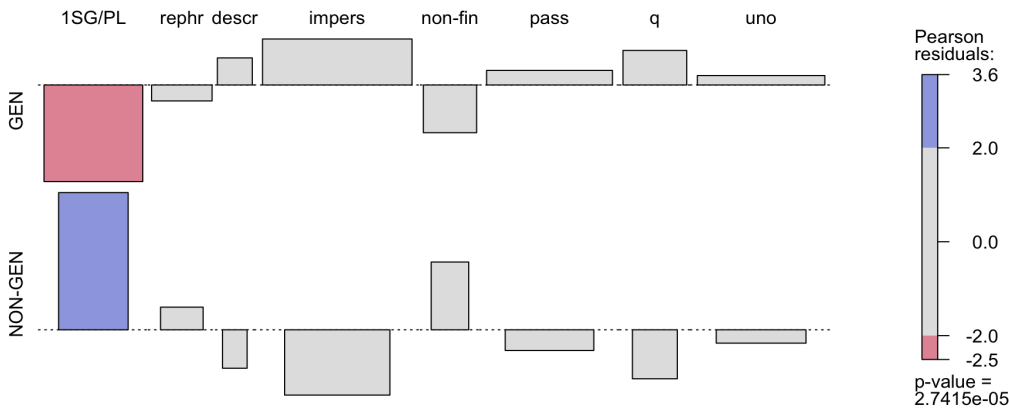 1SG/PL rephr descr impers non-fin pass q uno
GEN
NON-GEN
Pearson
residuals:
3.6
2.0
0.0
-2.0
-2.5
p-value =
2.7415e-05